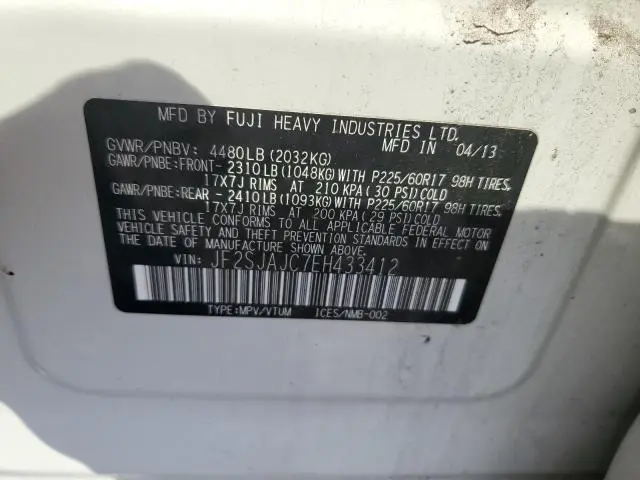 MFD BY FUJI HEAVY INDUSTRIES LTD.
MFD IN 04/13
GVWR/PNBV: 4480LB(2032KG)
GAWR/PNBE:FRONT-2310LB(1048KG)WITH P225/60R17 98H TIRES,
17X7J RIMS AT 210 KPA(30 PSI)COLD
GAWR/PNBE:REAR -2410LB(1093KG)WITH P225/60R17 98H TIRES,
17X7J RIMS AT 200 KPA(29 PSI)COLD
THIS VEHICLE CONFORMS TO ALL APPLICABLE FEDERAL MOTOR
VEHICLE SAFETY AND THEFT PREVENTION STANDARDS IN EFFECT
ON THE DATE OF MANUFACTURE SHOWN ABOVE.
VIN: JF2SJAJC7EH433412
TYPE:MPV/VTUM ICES/NMB-002